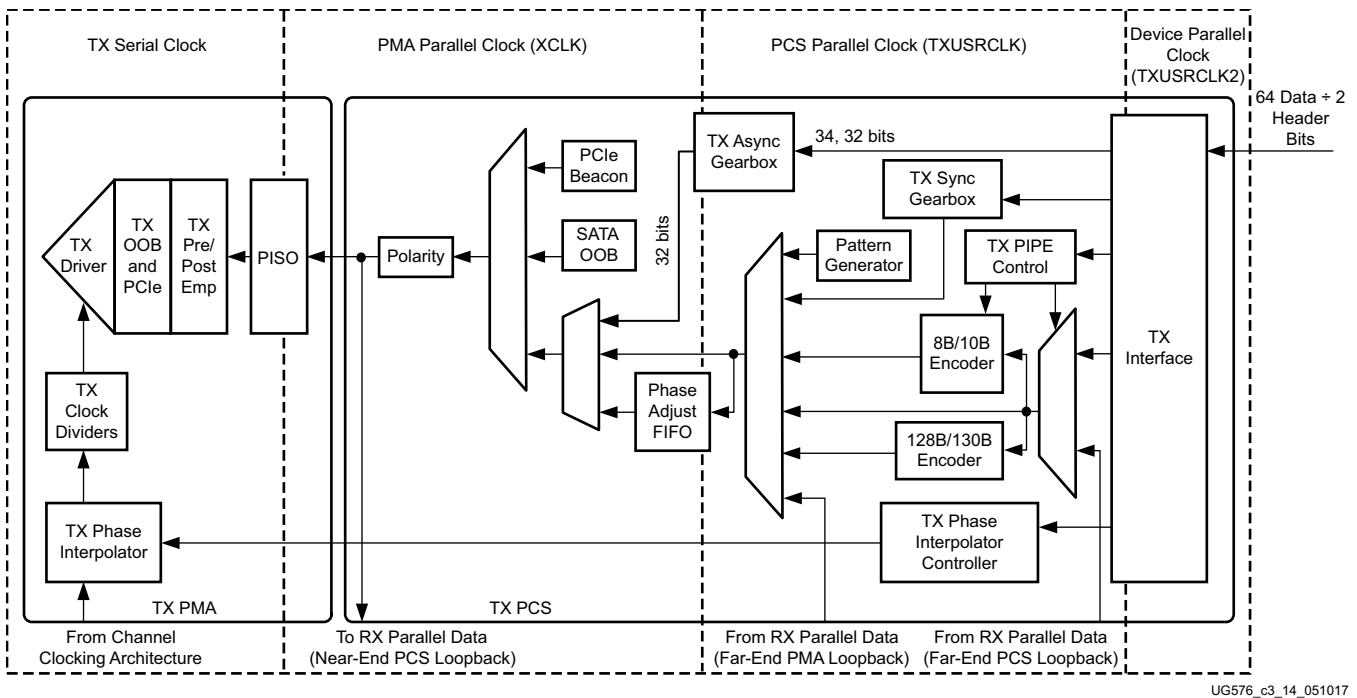 TX Serial Clock
PMA Parallel Clock (XCLK)
PCS Parallel Clock (TXUSRCLK)
Device Parallel
Clock
(TXUSRCLK2)
64 Data ÷ 2
Header
Bits
TX Driver
TX
OOB
and
PCIe
TX
Pre/
Post
Emp
PISO
Polarity
PCIe
Beacon
SATA
OOB
32 bits
TX Async
Gearbox
34, 32 bits
TX Sync
Gearbox
Pattern
Generator
TX PIPE
Control
8B/10B
Encoder
128B/130B
Encoder
TX
Interface
Phase
Adjust
FIFO
TX
Clock
Dividers
TX Phase
Interpolator
TX Phase
Interpolator
Controller
TX PMA
TX PCS
From Channel
Clocking Architecture
To RX Parallel Data
(Near-End PCS Loopback)
From RX Parallel Data
(Far-End PMA Loopback)
From RX Parallel Data
(Far-End PCS Loopback)
UG576_c3_14_051017